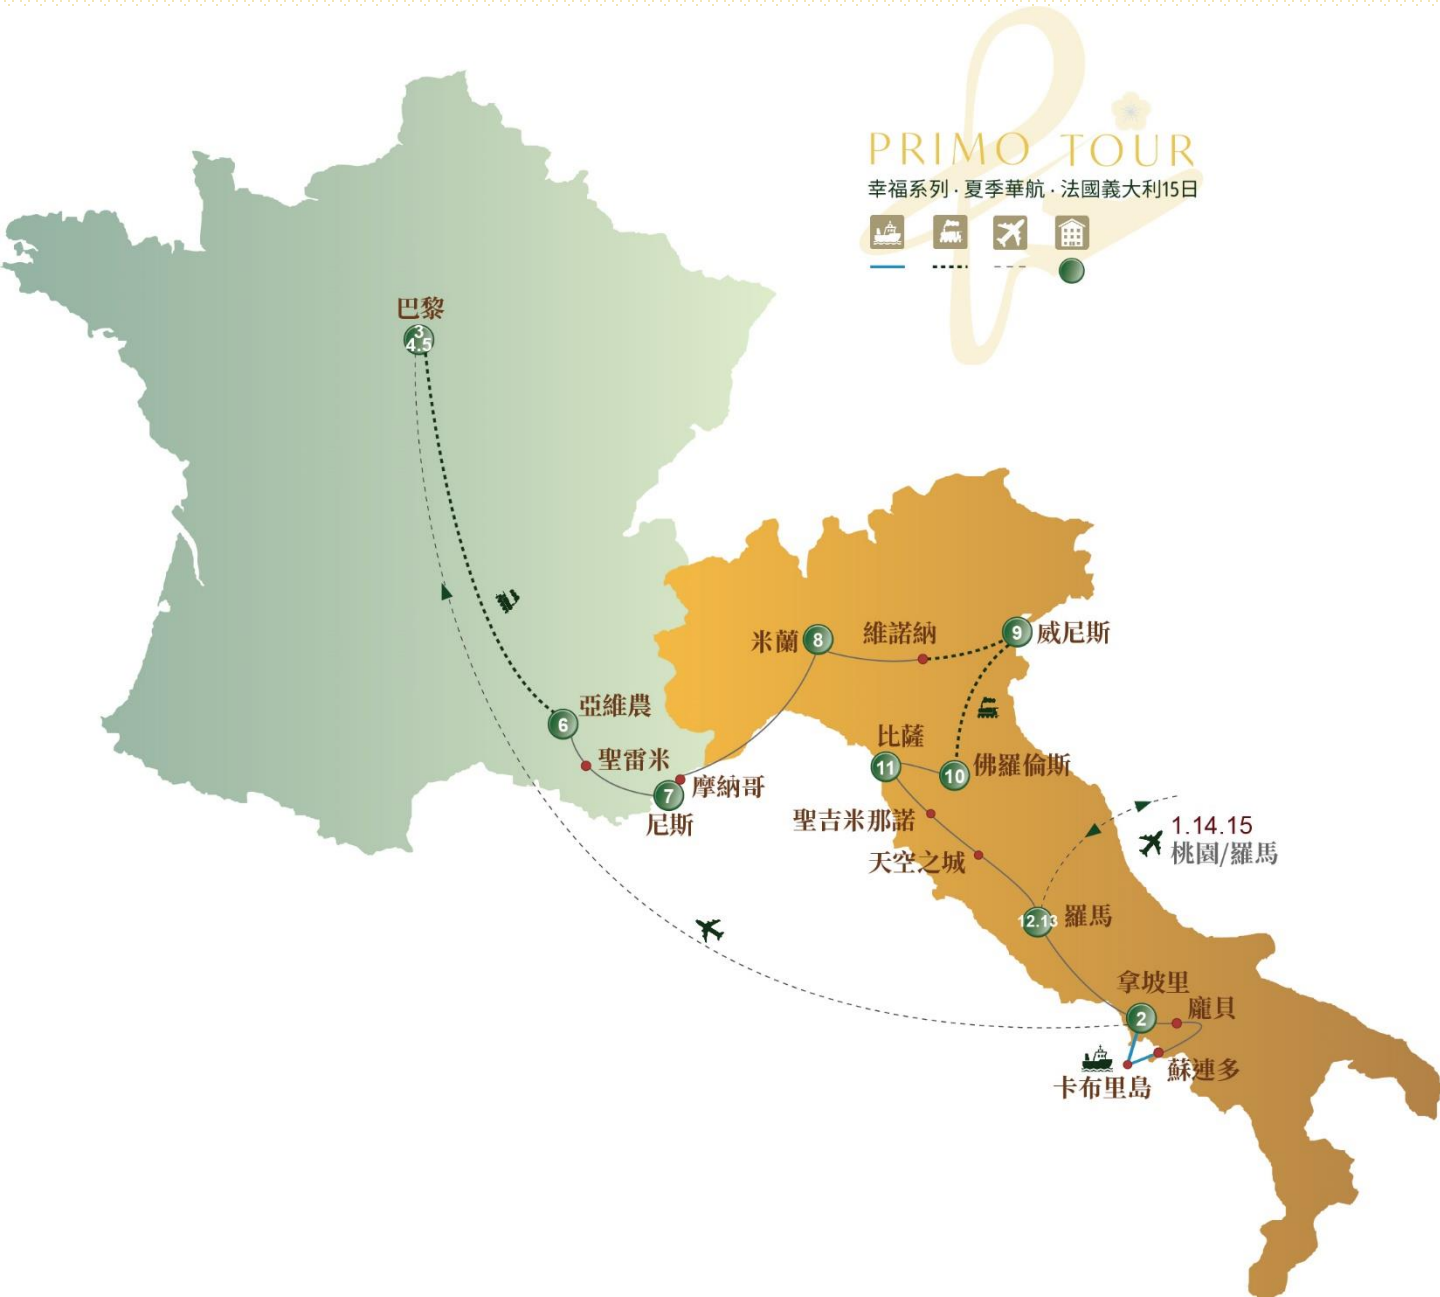 PRIMO TOUR
幸福系列·夏季華航·法國義大利15日
巴黎
3
4.5
米蘭
8
維諾納
9
威尼斯
亞維農
6
聖雷米
摩納哥
7
尼斯
比薩
11
10
佛羅倫斯
聖吉米那諾
天空之城
1.14.15
桃園/羅馬
12.13
羅馬
拿坡里
2
龐貝
蘇連多
卡布里島